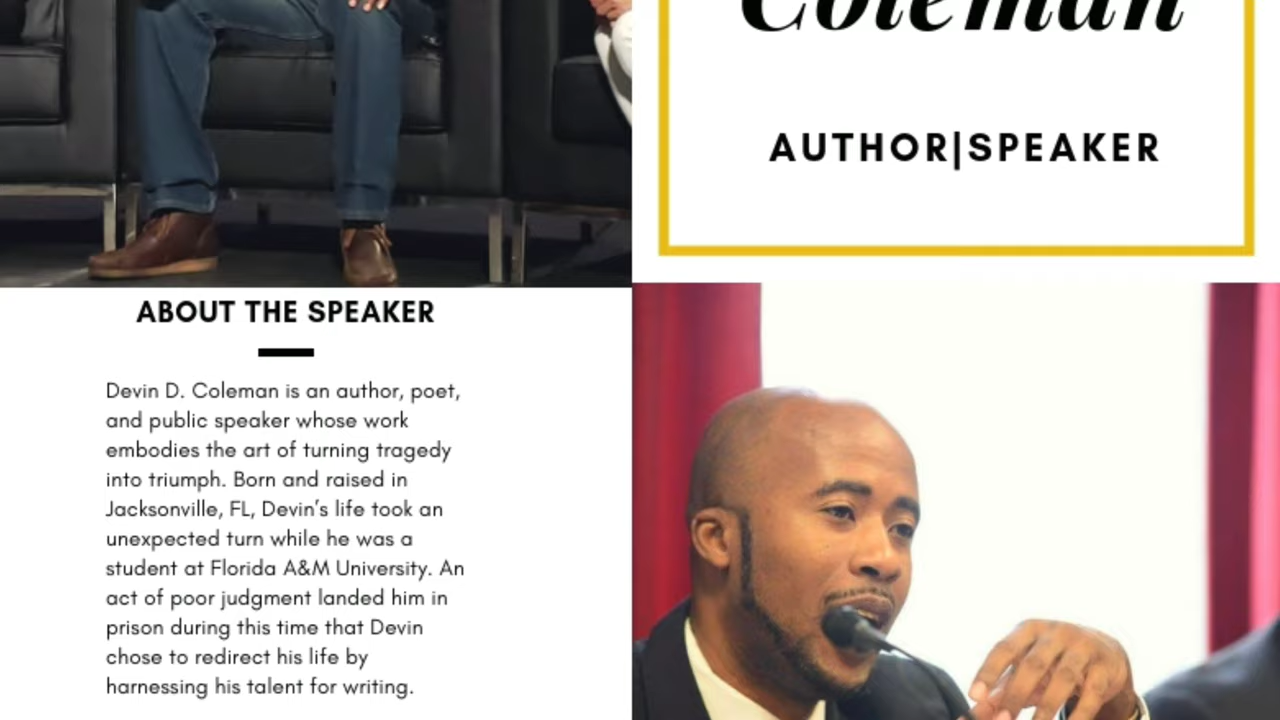 Coleman
AUTHOR|SPEAKER
ABOUT THE SPEAKER
Devin D. Coleman is an author, poet,
and public speaker whose work
embodies the art of turning tragedy
into triumph. Born and raised in
Jacksonville, FL, Devin's life took an
unexpected turn while he was a
student at Florida A&M University. An
act of poor judgment landed him in
prison during this time that Devin
chose to redirect his life by
harnessing his talent for writing.